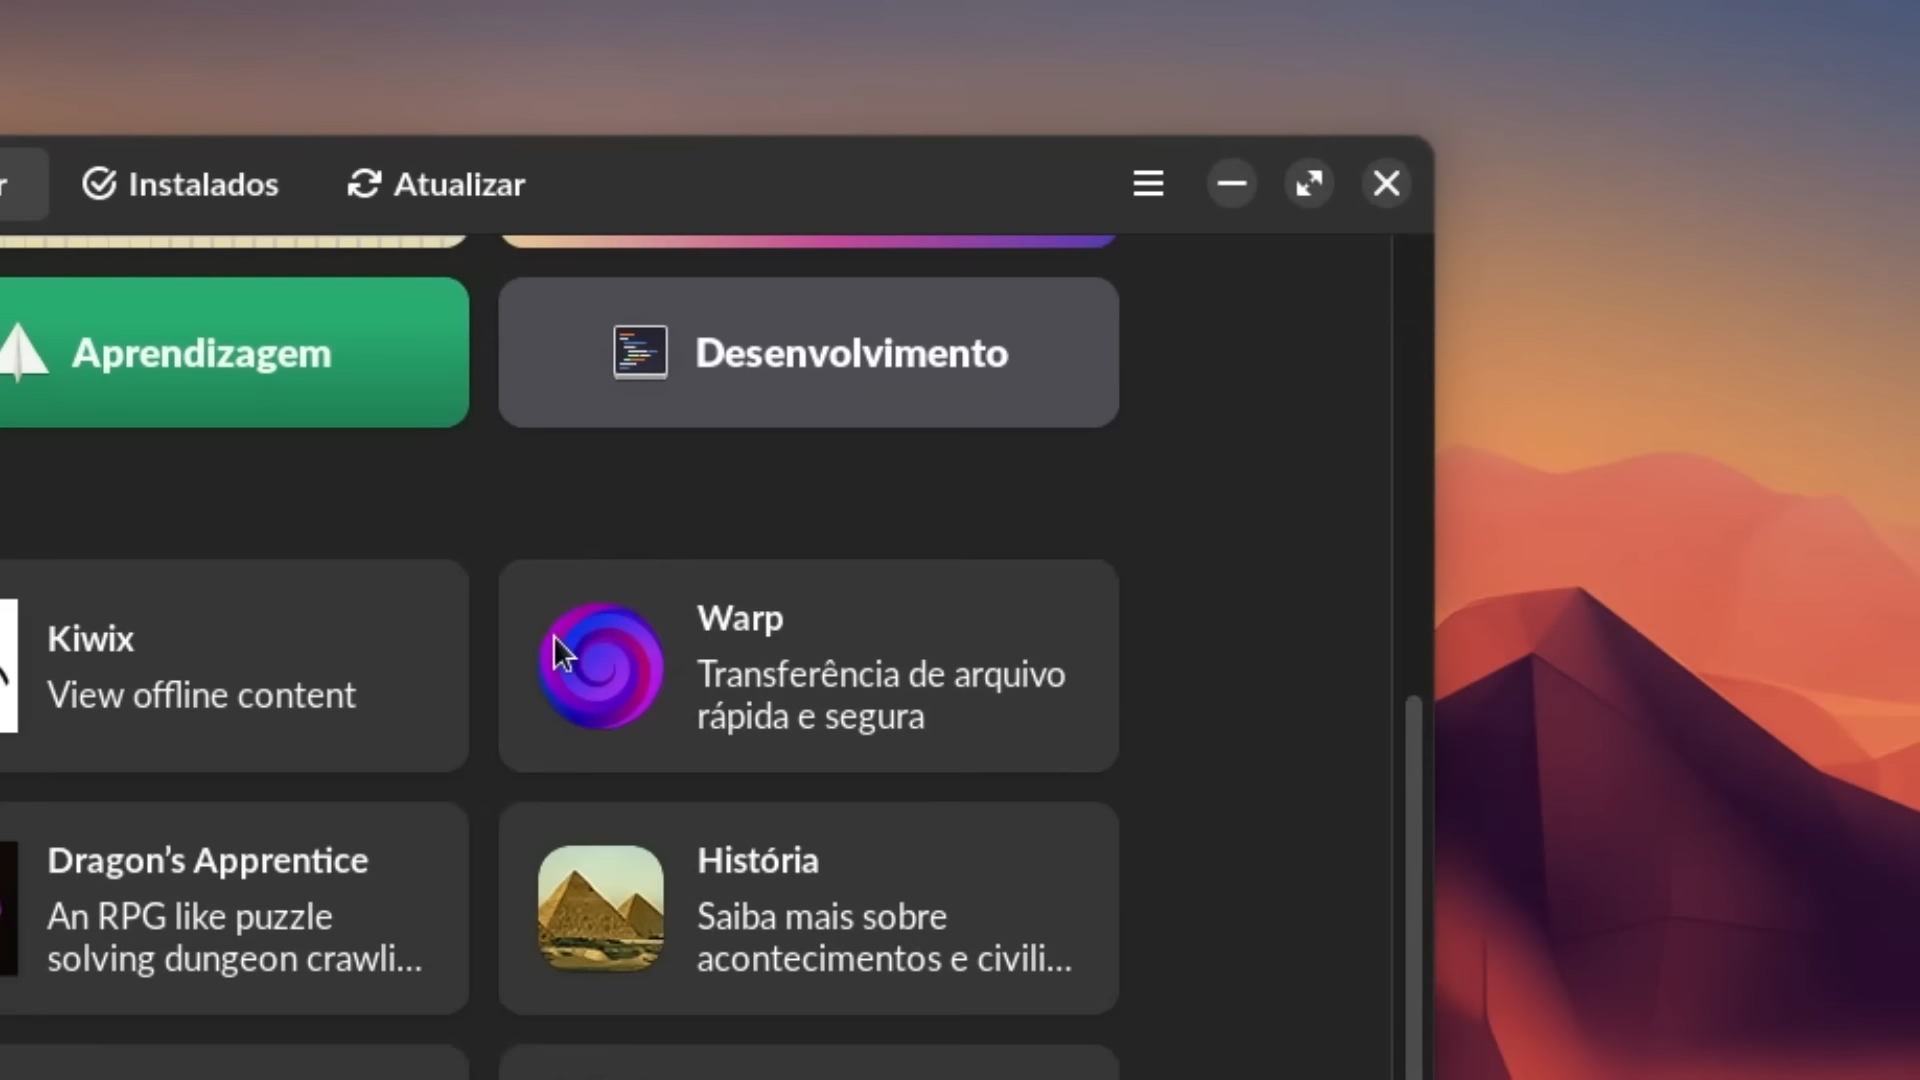 Instalados
Atualizar
Aprendizagem
Desenvolvimento
Kiwix
View offline content
Warp
Transferência de arquivo
rápida e segura
Dragon’s Apprentice
An RPG like puzzle
solving dungeon crawli...
História
Saiba mais sobre
acontecimentos e civili...